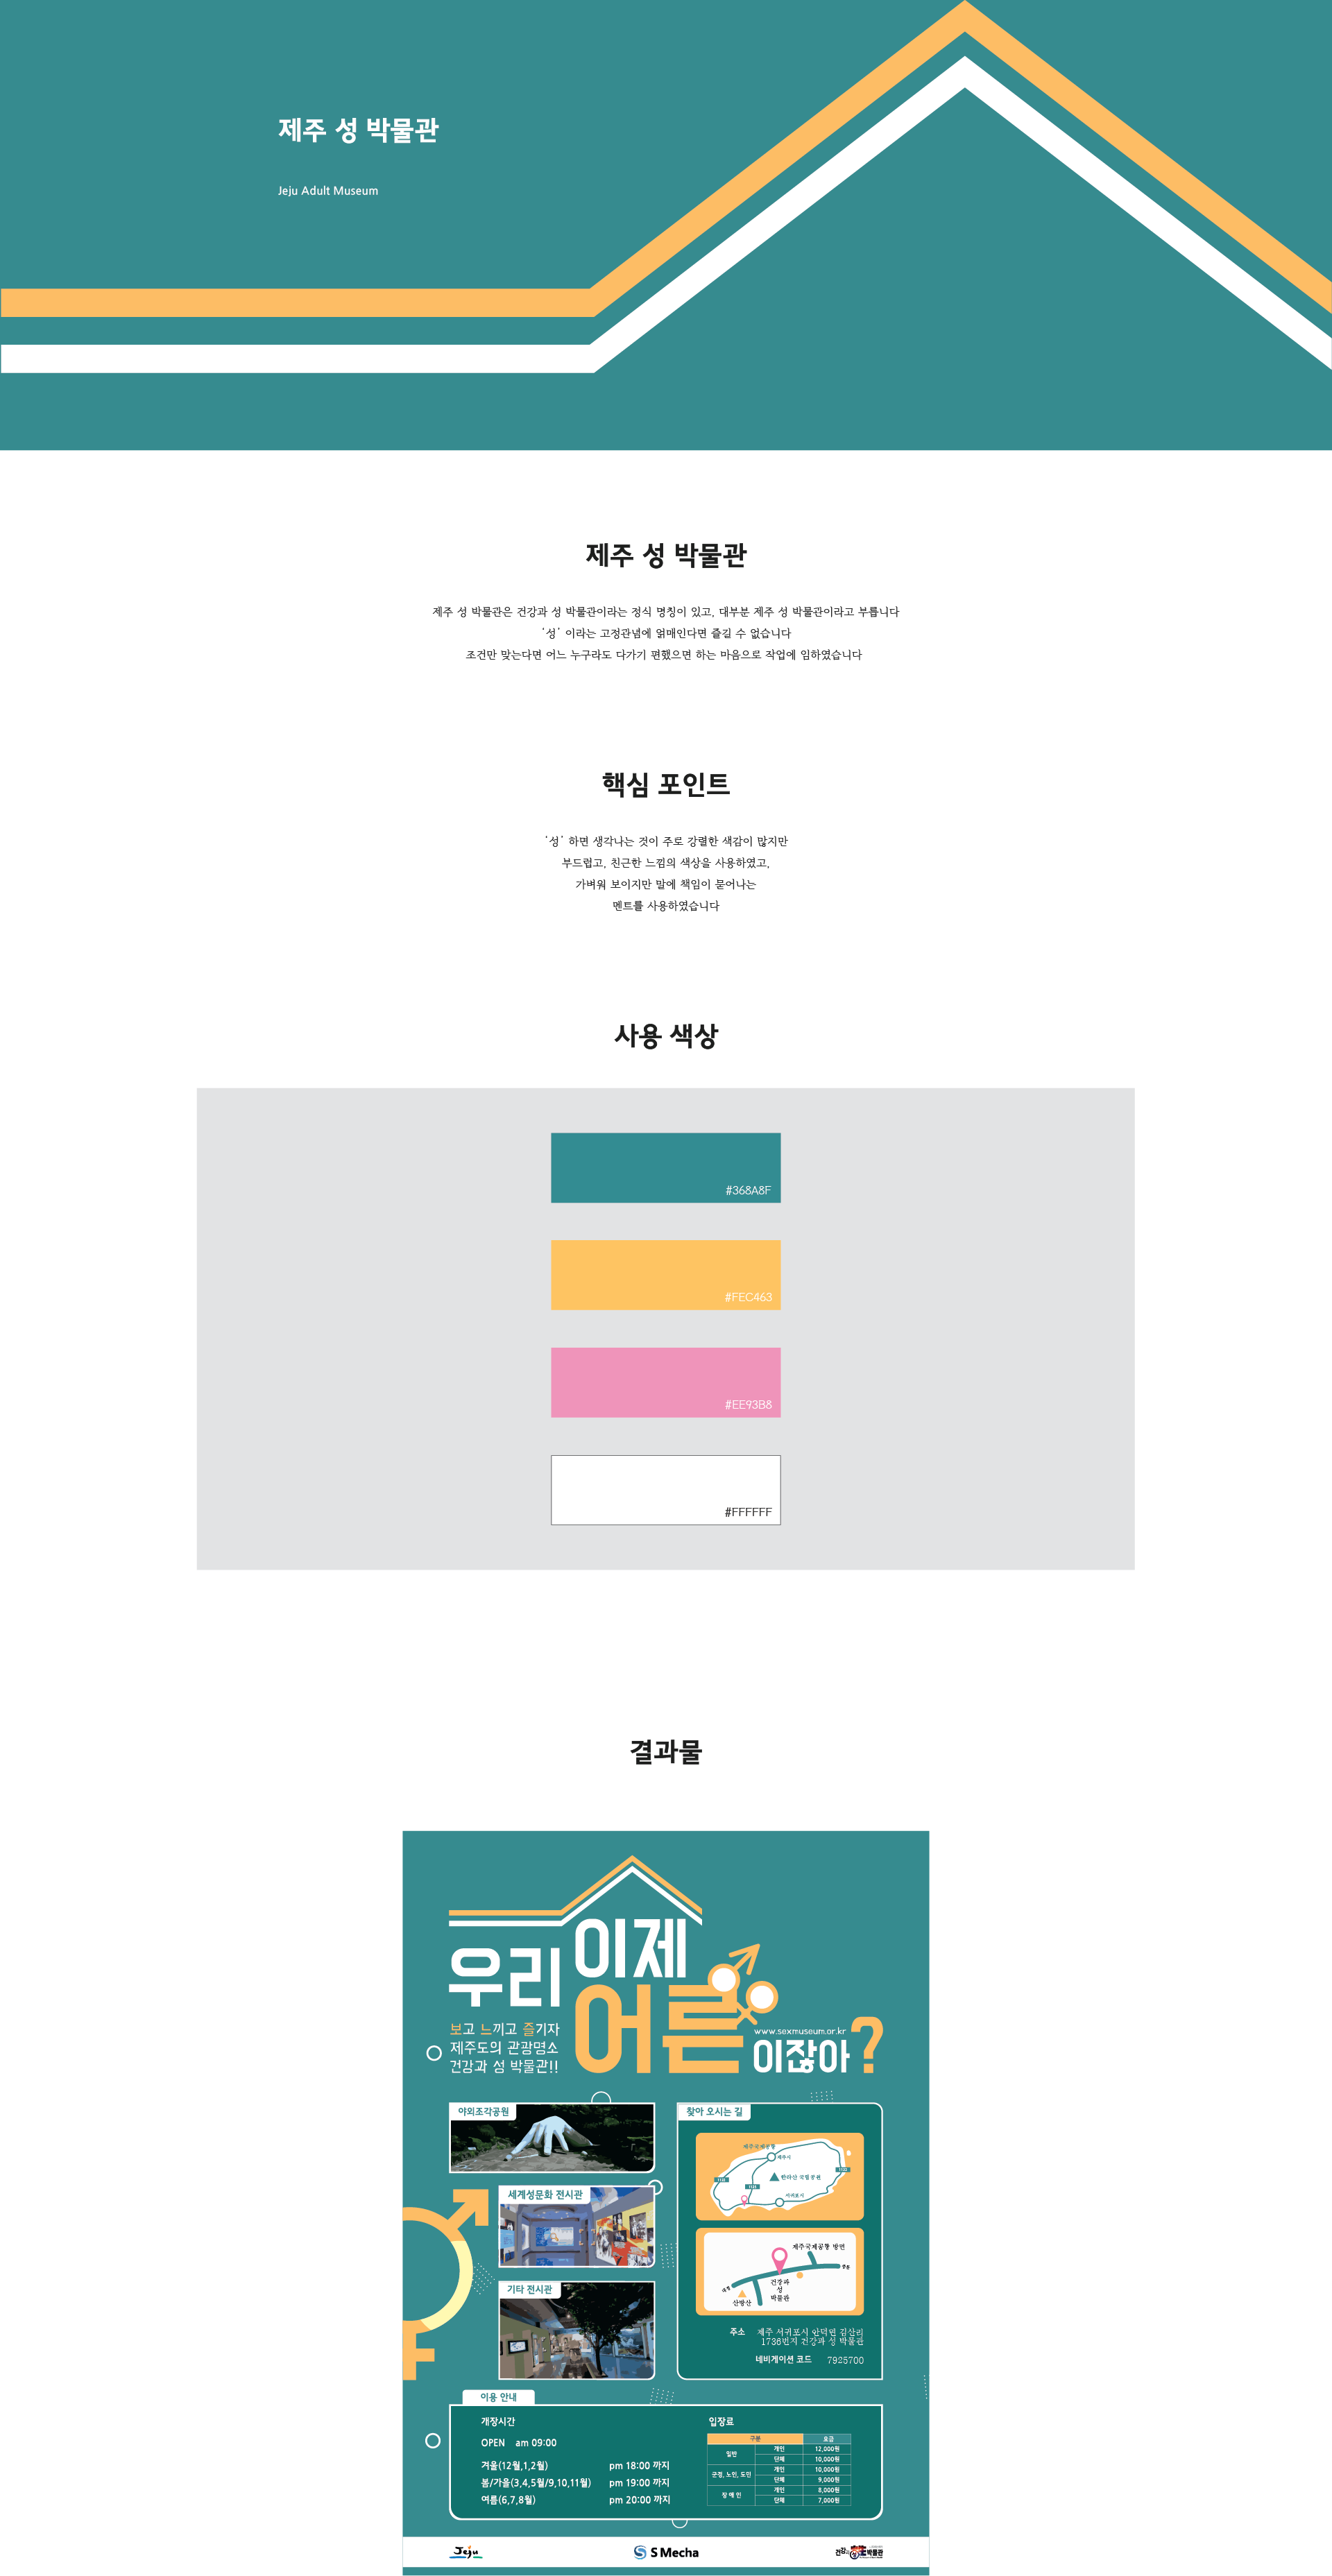 제주 성 박물관
Jeju Adult Museum
제주 성 박물관
제주 성 박물관은 건강과 성 박물관이라는 정식 명칭이 있고, 대부분 제주 성 박물관이라고 부릅니다
'성' 이라는 고정관념에 얽매인다면 즐길 수 없습니다
조건만 맞는다면 어느 누구라도 다가기 편했으면 하는 마음으로 작업에 임하였습니다
핵심 포인트
'성' 하면 생각나는 것이 주로 강렬한 색감이 많지만
부드럽고, 친근한 느낌의 색상을 사용하였고,
가벼워 보이지만 말에 책임이 묻어나는
멘트를 사용하였습니다
사용 색상
#368A8F
#FEC463
#EE93B8
#FFFFFF
결과물
우리 이제
어른
이잖아?
www.sexmuseum.or.kr
보고 느끼고 즐기자
제주도의 관광명소
건강과 성 박물관!!
야외조각공원
세계성문화 전시관
기타 전시관
찾아 오시는 길
제주국제공항
제주시
한라산 국립공원
서귀포시
제주국제공항 방면
건강과
성
박물관
산방산
주소 제주 서귀포시 안덕면 감산리
1736번지 건강과 성 박물관
네비게이션 코드 7925700
이용 안내
개장시간
OPEN am 09:00
겨울(12월,1,2월) pm 18:00 까지
봄/가을(3,4,5월/9,10,11월) pm 19:00 까지
여름(6,7,8월) pm 20:00 까지
입장료
구분 요금
일반 개인 12,000원
단체 10,000원
군경, 노인, 도민 개인 10,000원
단체 9,000원
장애인 개인 8,000원
단체 7,000원
Jeju
S Mecha
건강과 성 박물관